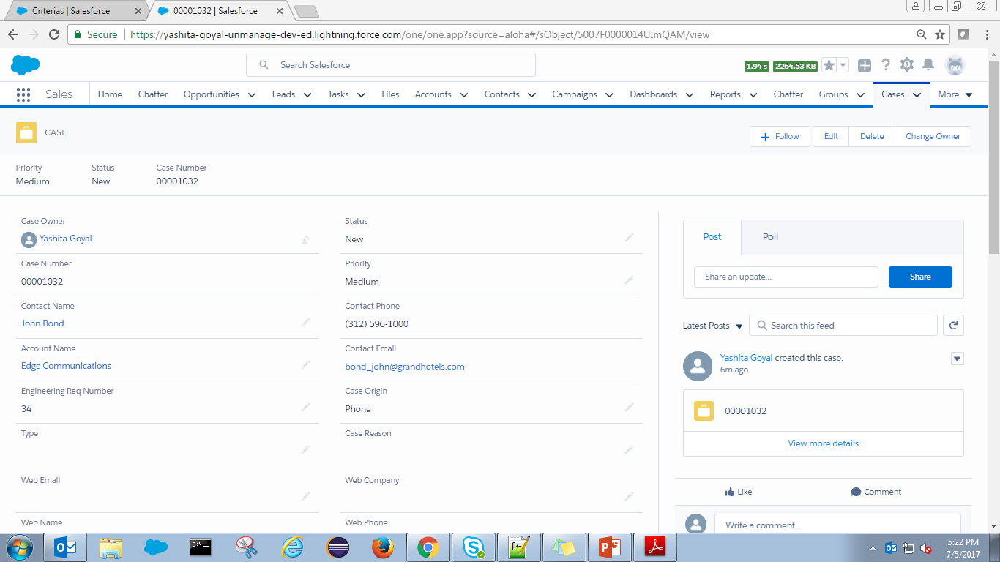 Criterias | Salesforce
00001032 | Salesforce
Secure
https://yashita-goyal-unmanage-dev-ed.lightning.force.com/one/one.app?source=aloha#/sObject/5007F0000014UImQAM/view
Search Salesforce
1.94 s 2264.53 KB
Sales
Home Chatter Opportunities Leads Tasks Files Accounts Contacts Campaigns Dashboards Reports Chatter Groups Cases More
CASE
Follow Edit Delete Change Owner
Priority Status Case Number
Medium New 00001032
Case Owner
Yashita Goyal
Status
New
Case Number
00001032
Priority
Medium
Contact Name
John Bond
Contact Phone
(312) 596-1000
Account Name
Edge Communications
Contact Email
bond_john@grandhotels.com
Engineering Req Number
34
Case Origin
Phone
Type
Case Reason
Web Email
Web Company
Web Name
Web Phone
Post Poll
Share an update...
Share
Latest Posts
Search this feed
Yashita Goyal created this case.
6m ago
00001032
View more details
Like Comment
Write a comment...
5:22 PM
7/5/2017